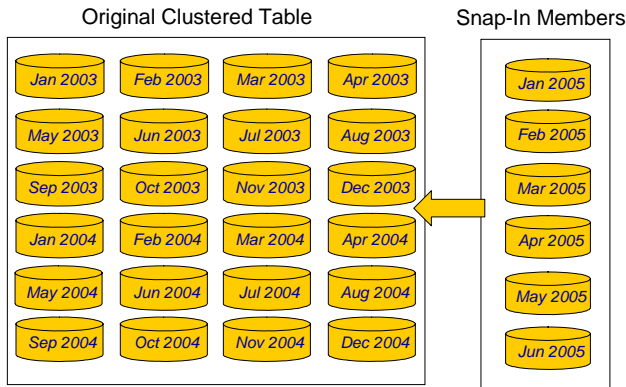 Original Clustered Table
Snap-In Members
Jan 2003 Feb 2003 Mar 2003 Apr 2003
May 2003 Jun 2003 Jul 2003 Aug 2003
Sep 2003 Oct 2003 Nov 2003 Dec 2003
Jan 2004 Feb 2004 Mar 2004 Apr 2004
May 2004 Jun 2004 Jul 2004 Aug 2004
Sep 2004 Oct 2004 Nov 2004 Dec 2004
Jan 2005
Feb 2005
Mar 2005
Apr 2005
May 2005
Jun 2005